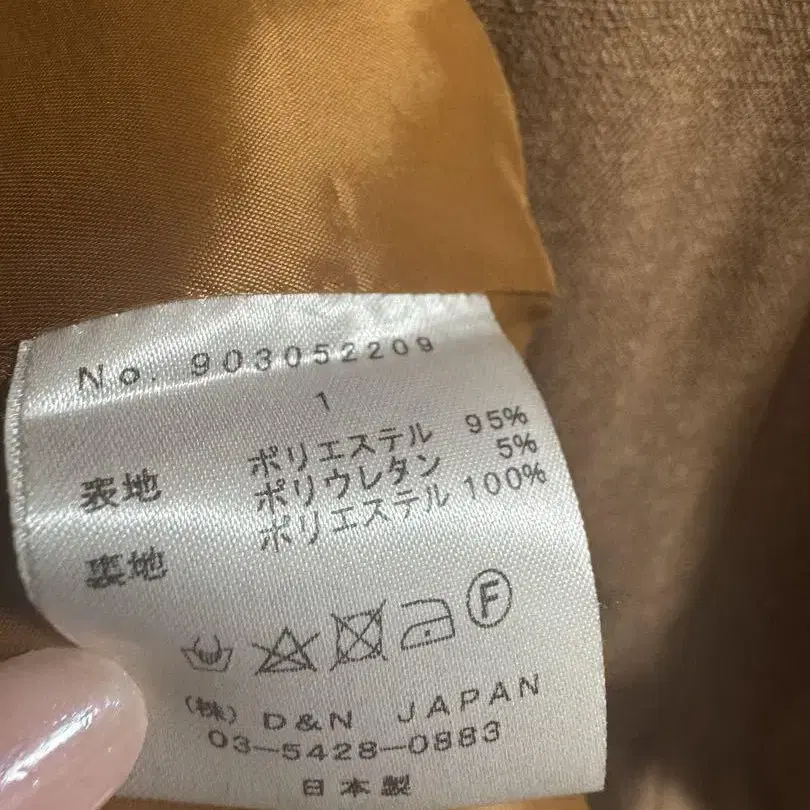 No. 903052209
1
表地 ポリエステル 95%
ポリウレタン 5%
裏地 ポリエステル 100%
F
(株) D&N JAPAN
03-5428-0883
日本製